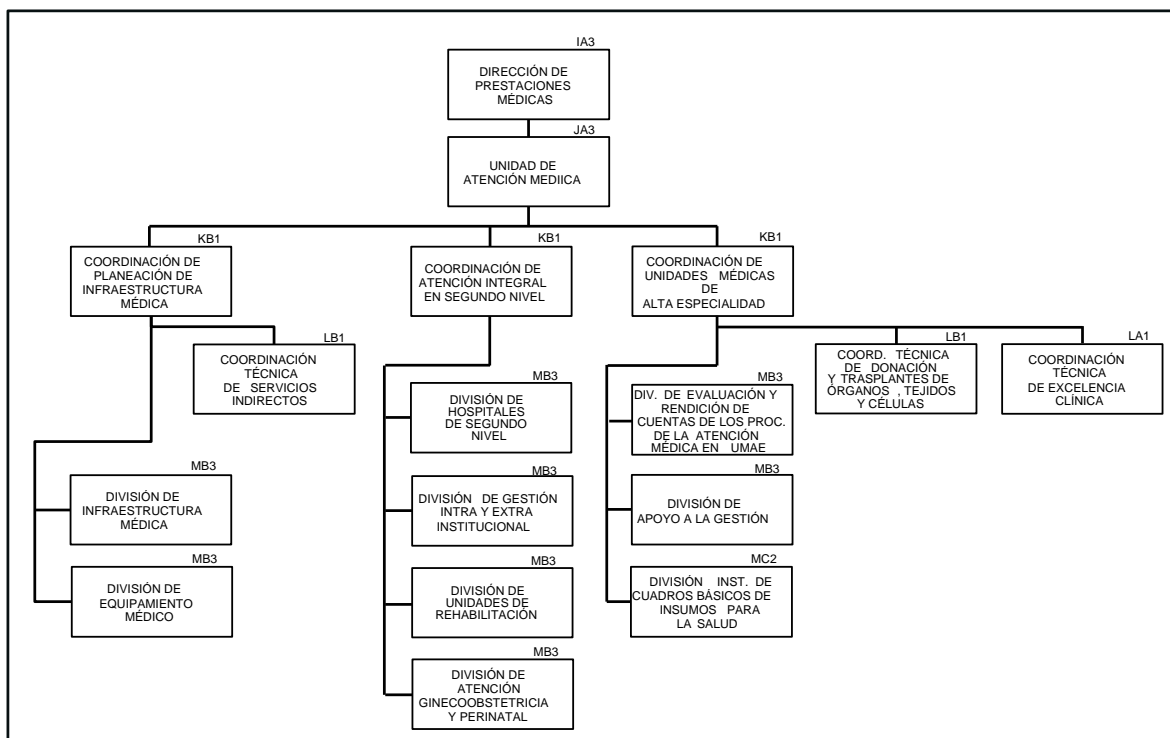 IA3
DIRECCIÓN DE
PRESTACIONES
MÉDICAS
JA3
UNIDAD DE
ATENCIÓN MEDIICA
KB1
COORDINACIÓN DE
PLANEACIÓN DE
INFRAESTRUCTURA
MÉDICA
KB1
COORDINACIÓN DE
ATENCIÓN INTEGRAL
EN SEGUNDO NIVEL
KB1
COORDINACIÓN DE
UNIDADES MÉDICAS
DE
ALTA ESPECIALIDAD
LB1
COORDINACIÓN
TÉCNICA
DE SERVICIOS
INDIRECTOS
LB1
COORD. TÉCNICA
DE DONACIÓN
Y TRASPLANTES DE
ÓRGANOS , TEJIDOS
Y CÉLULAS
LA1
COORDINACIÓN
TÉCNICA
DE EXCELENCIA
CLÍNICA
MB3
DIVISIÓN DE
INFRAESTRUCTURA
MÉDICA
MB3
DIVISIÓN DE
EQUIPAMIENTO
MÉDICO
MB3
DIVISIÓN DE
HOSPITALES
DE SEGUNDO
NIVEL
MB3
DIVISIÓN DE GESTIÓN
INTRA Y EXTRA
INSTITUCIONAL
MB3
DIVISIÓN DE
UNIDADES DE
REHABILITACIÓN
MB3
DIVISIÓN DE
ATENCIÓN
GINECOOBSTETRICIA
Y PERINATAL
MB3
DIV. DE EVALUACIÓN Y
RENDICIÓN DE
CUENTAS DE LOS PROC.
DE LA ATENCIÓN
MÉDICA EN UMAE
MB3
DIVISIÓN DE
APOYO A LA GESTIÓN
MC2
DIVISIÓN INST. DE
CUADROS BÁSICOS DE
INSUMOS PARA
LA SALUD